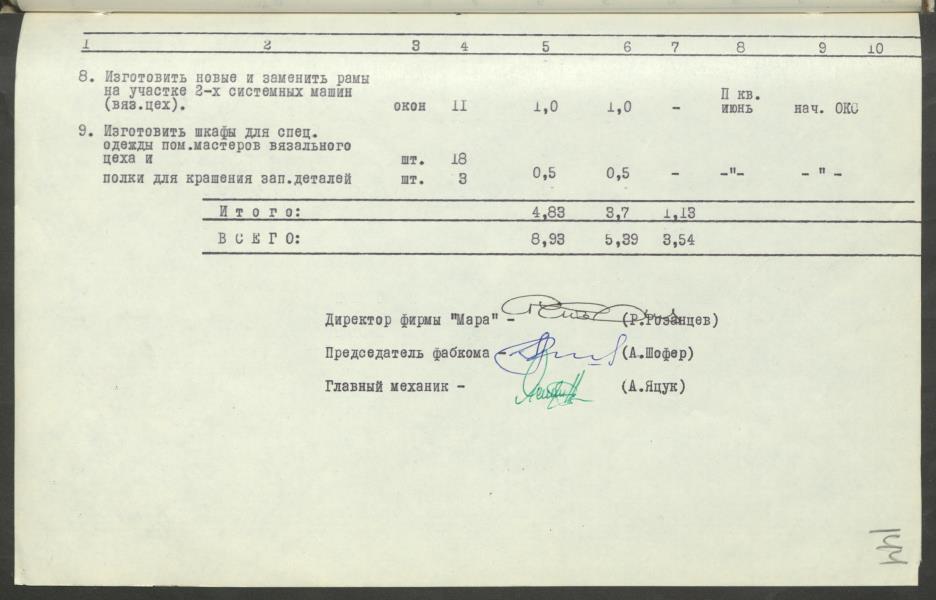 1 2 3 4 5 6 7 8 9 10
8. Изготовить новые и заменить рамы
на участке 2-х системных машин
(вяз.цех). окон II 1,0 1,0 - П кв. июнь нач. ОКС
9. Изготовить шкафы для спец.
одежды пом.мастеров вязального
цеха и шт. 18
полки для крашения зап.деталей шт. 3 0,5 0,5 - -"- - " -
Итого: 4,83 3,7 1,13
ВСЕГО: 8,93 5,39 3,54
Директор фирмы "Мара" - (Р.Розанцев)
Председатель фабкома - (А.Шофер)
Главный механик - (А.Яцук)